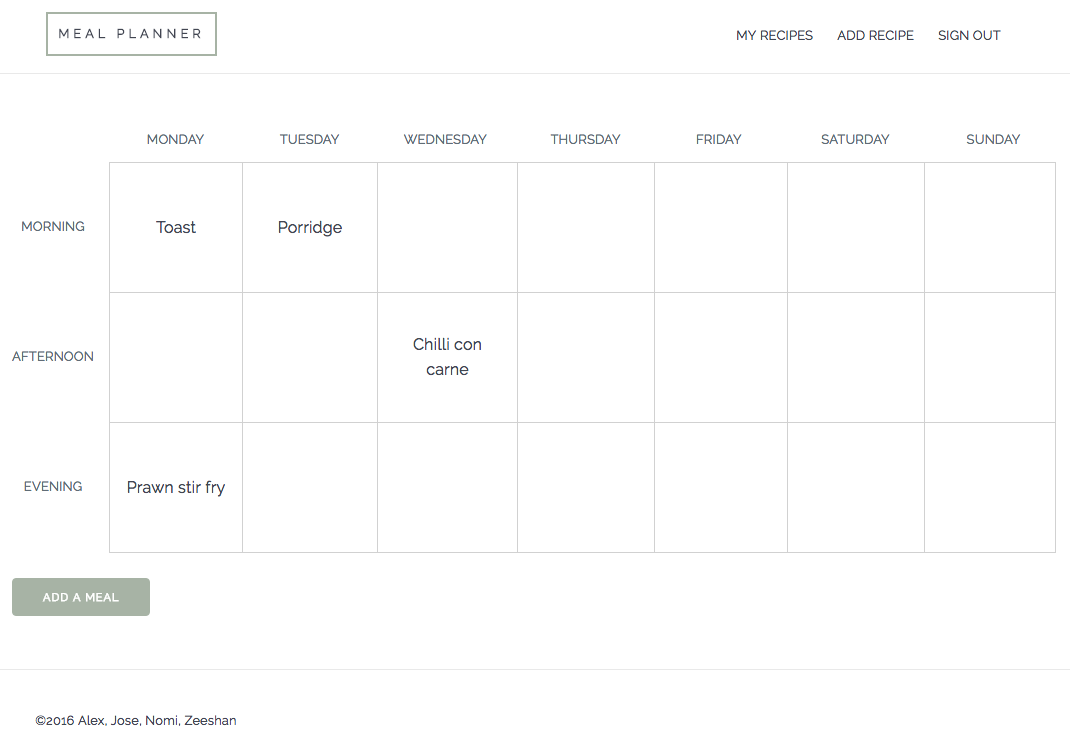 MEAL PLANNER
MY RECIPES ADD RECIPE SIGN OUT
MONDAY TUESDAY WEDNESDAY THURSDAY FRIDAY SATURDAY SUNDAY
MORNING Toast Porridge
AFTERNOON Chilli con
carne
EVENING Prawn stir fry
ADD A MEAL
©2016 Alex, Jose, Nomi, Zeeshan